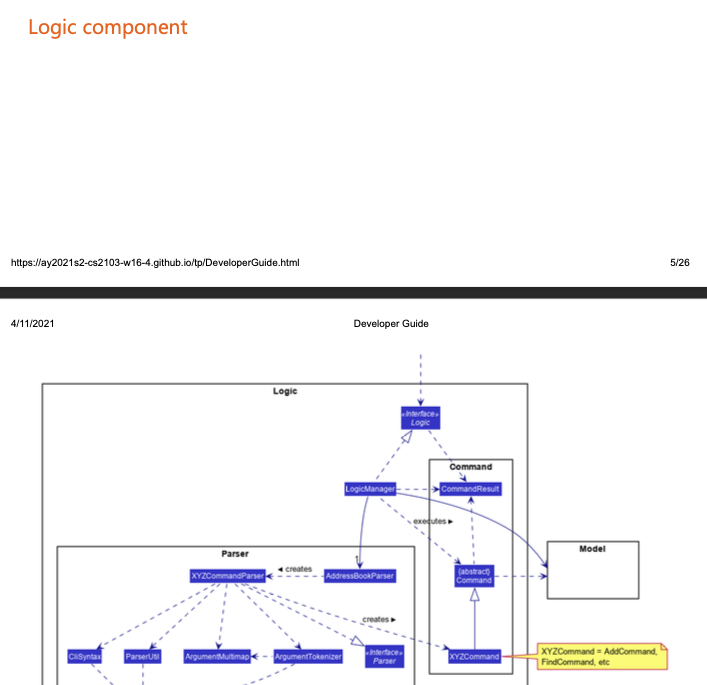 Logic component
https://ay2021s2-cs2103-w16-4.github.io/tp/DeveloperGuide.html
5/26
4/11/2021
Developer Guide
Logic
«Interface»
Logic
Command
LogicManager
CommandResult
executes ►
Model
Parser
1
◄ creates
XYZCommandParser
AddressBookParser
{abstract}
Command
creates ►
CliSyntax
ParserUtil
ArgumentMultimap
ArgumentTokenizer
«Interface»
Parser
XYZCommand
XYZCommand = AddCommand,
FindCommand, etc